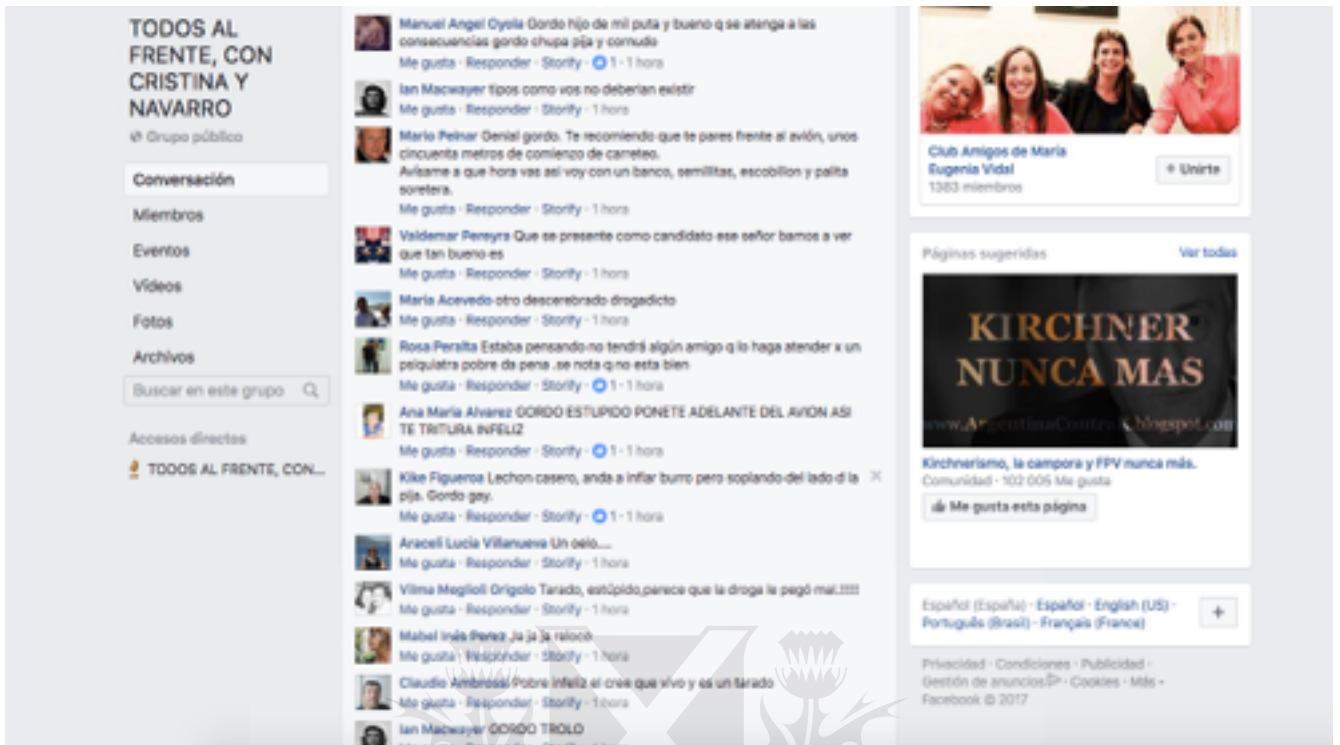 TODOS AL
FRENTE, CON
CRISTINA Y
NAVARRO
Grupo público
Conversación
Miembros
Eventos
Vídeos
Fotos
Archivos
Buscar en este grupo
Accesos directos
TODOS AL FRENTE, CON...
Manuel Angel Oyola Gordo hijo de mil puta y bueno q se atenga a las
consecuencias gordo chupa pija y cornudo
Me gusta · Responder · Storify · 1 · 1 hora
Ian Macwayer tipos como vos no deberian existir
Me gusta · Responder · Storify · 1 hora
Mario Peinar Genial gordo. Te recomiendo que te pares frente al avión, unos
cincuenta metros de comienzo de carreteo.
Avisame a que hora vas asi voy con un banco, semillitas, escobillon y palita
soretera.
Me gusta · Responder · Storify · 1 hora
Valdemar Pereyra Que se presente como candidato ese señor bamos a ver
que tan bueno es
Me gusta · Responder · Storify · 1 hora
Maria Acevedo otro descerebrado drogadicto
Me gusta · Responder · Storify · 1 hora
Rosa Peralta Estaba pensando no tendrá algún amigo q lo haga atender x un
psiquiatra pobre da pena .se nota q no esta bien
Me gusta · Responder · Storify · 1 · 1 hora
Ana Maria Alvarez GORDO ESTUPIDO PONETE ADELANTE DEL AVION ASI
TE TRITURA INFELIZ
Me gusta · Responder · Storify · 1 · 1 hora
Kike Figueroa Lechon casero, anda a inflar burro pero soplando del lado d la
pija. Gordo gay.
Me gusta · Responder · Storify · 1 · 1 hora
Araceli Lucia Villanueva Un oelo....
Me gusta · Responder · Storify · 1 hora
Vilma Meglioli Grigolo Tarado, estúpido,parece que la droga le pegó mal.!!!!!
Me gusta · Responder · Storify · 1 hora
Mabel Inés Perez Ja ja ja reloco
Me gusta · Responder · Storify · 1 hora
Claudio Ambrossi Pobre infeliz el cree que vivo y es un tarado
Me gusta · Responder · Storify · 1 hora
Ian Macwayer GORDO TROLO
Club Amigos de María
Eugenia Vidal
1383 miembros
+ Unirte
Páginas sugeridas
Ver todas
KIRCHNER
NUNCA MAS
www.ArgentinaContraK.blogspot.com
Kirchnerismo, la campora y FPV nunca más.
Comunidad · 102 005 Me gusta
Me gusta esta página
Español (España) · Español · English (US) ·
Português (Brasil) · Français (France)
+
Privacidad · Condiciones · Publicidad ·
Gestión de anuncios · Cookies · Más
Facebook © 2017